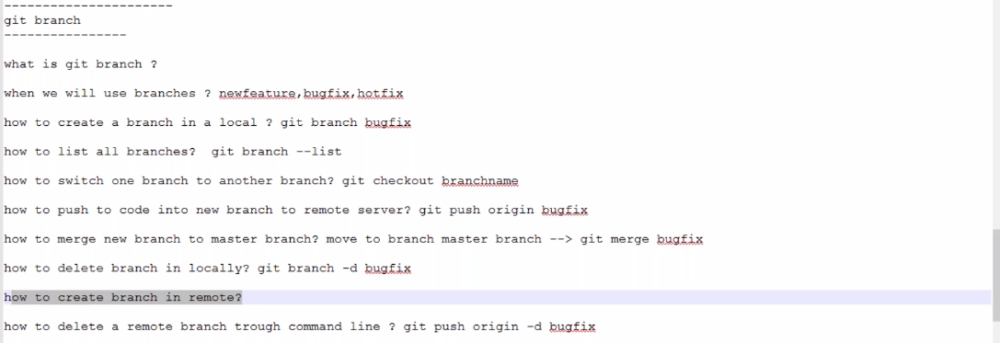 ----------------------
git branch
----------------
what is git branch ?
when we will use branches ? newfeature,bugfix,hotfix
how to create a branch in a local ? git branch bugfix
how to list all branches?  git branch --list
how to switch one branch to another branch? git checkout branchname
how to push to code into new branch to remote server? git push origin bugfix
how to merge new branch to master branch? move to branch master branch --> git merge bugfix
how to delete branch in locally? git branch -d bugfix
how to create branch in remote?
how to delete a remote branch trough command line ? git push origin -d bugfix